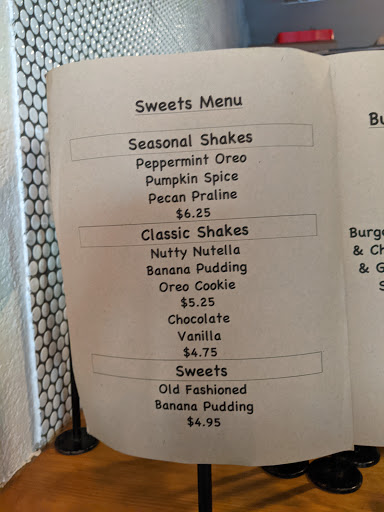 Sweets Menu
Seasonal Shakes
Peppermint Oreo
Pumpkin Spice
Pecan Praline
$6.25
Classic Shakes
Nutty Nutella
Banana Pudding
Oreo Cookie
$5.25
Chocolate
Vanilla
$4.75
Sweets
Old Fashioned
Banana Pudding
$4.95